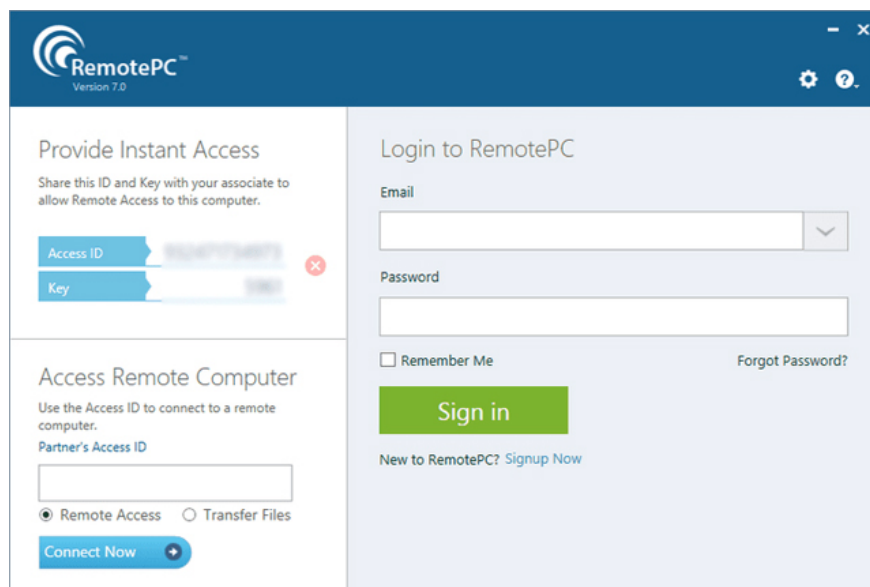 RemotePC™
Version 7.0
Provide Instant Access
Share this ID and Key with your associate to
allow Remote Access to this computer.
Access ID
Key
Access Remote Computer
Use the Access ID to connect to a remote
computer.
Partner's Access ID
Remote Access Transfer Files
Connect Now
Login to RemotePC
Email
Password
Remember Me Forgot Password?
Sign in
New to RemotePC? Signup Now